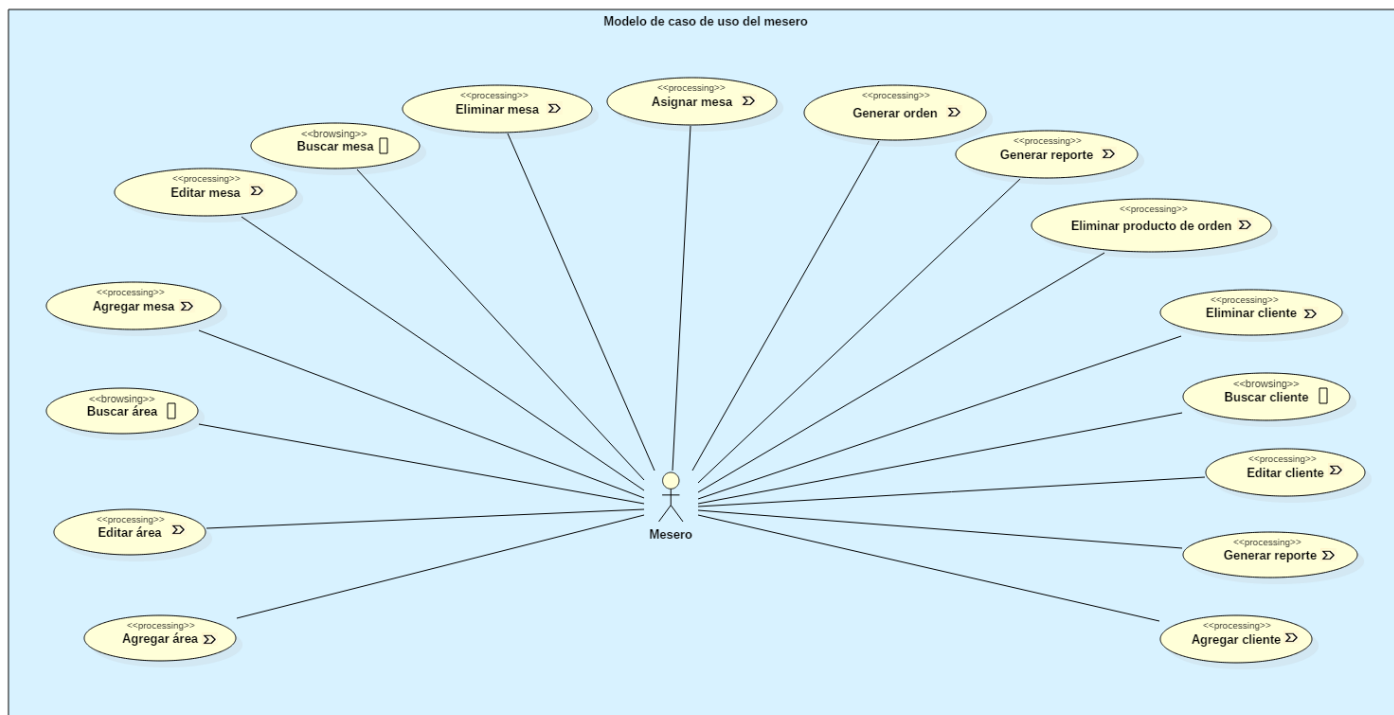 Modelo de caso de uso del mesero
<<processing>>
Asignar mesa
<<processing>>
Eliminar mesa
<<processing>>
Generar orden
<<browsing>>
Buscar mesa
<<processing>>
Generar reporte
<<processing>>
Editar mesa
<<processing>>
Eliminar producto de orden
<<processing>>
Agregar mesa
<<processing>>
Eliminar cliente
<<browsing>>
Buscar área
<<browsing>>
Buscar cliente
<<processing>>
Editar cliente
<<processing>>
Editar área
Mesero
<<processing>>
Generar reporte
<<processing>>
Agregar área
<<processing>>
Agregar cliente